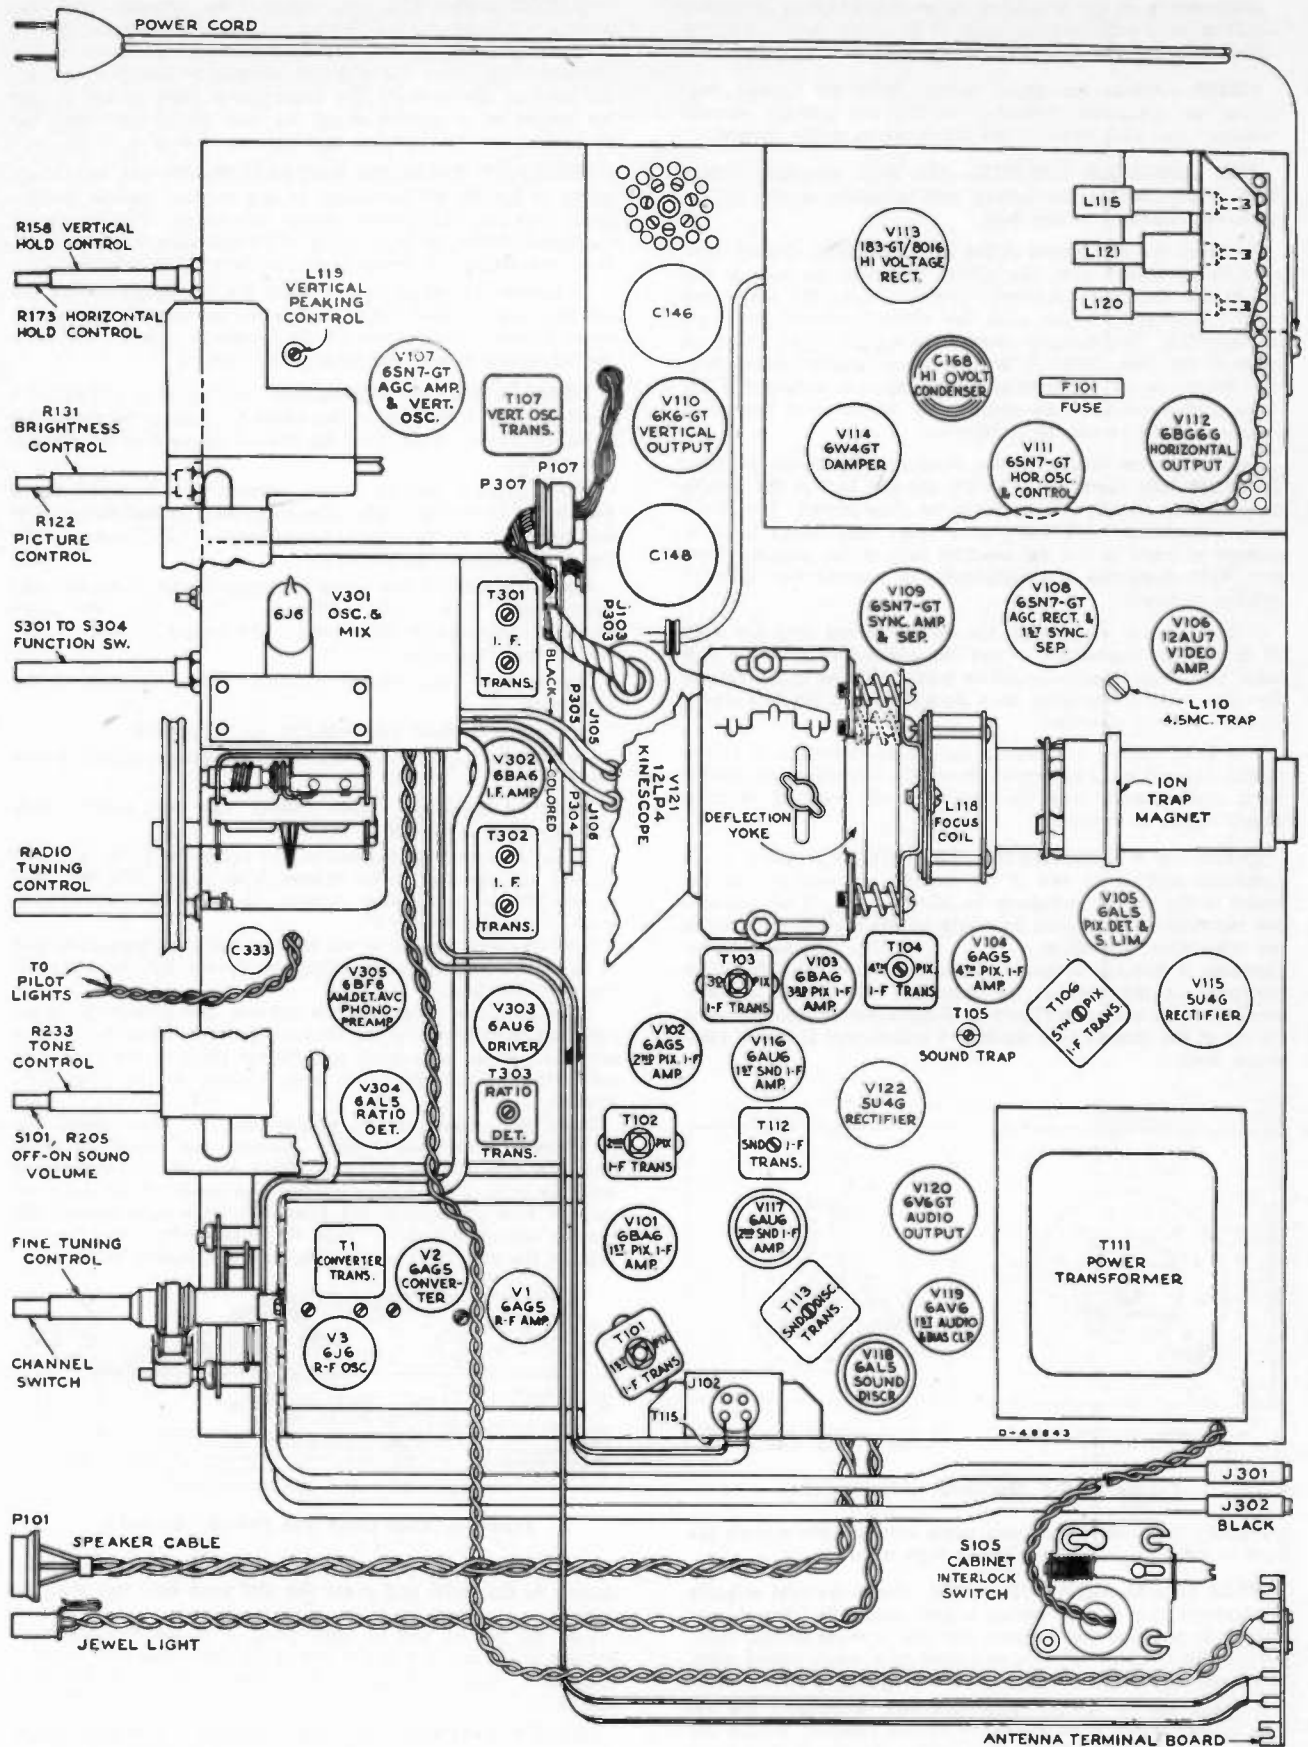 POWER CORD
R158 VERTICAL
HOLD CONTROL
R173 HORIZONTAL
HOLD CONTROL
L119
VERTICAL
PEAKING
CONTROL
V107
6SN7-GT
AGC AMP.
& VERT.
OSC.
T107
VERT. OSC.
TRANS.
C146
V110
6K6-GT
VERTICAL
OUTPUT
V113
1B3-GT/8016
HI VOLTAGE
RECT.
L115
L121
L120
C168
HI VOLT
CONDENSER
F101
FUSE
V114
6W4GT
DAMPER
V111
6SN7-GT
HOR. OSC.
& CONTROL
V112
6BG6G
HORIZONTAL
OUTPUT
R131
BRIGHTNESS
CONTROL
R122
PICTURE
CONTROL
P107
P307
C148
S301 TO S304
FUNCTION SW.
6J6
V301
OSC. &
MIX
T301
I. F.
TRANS.
BLACK
P305
J105
J103
P303
V109
6SN7-GT
SYNC. AMP.
& SEP.
V108
6SN7-GT
AGC RECT. &
1ST SYNC.
SEP.
V106
12AU7
VIDEO
AMP.
L110
4.5MC. TRAP
V302
6BA6
I.F. AMP.
COLORED
P304
J106
V121
12LP4
KINESCOPE
DEFLECTION
YOKE
L118
FOCUS
COIL
ION
TRAP
MAGNET
T302
I. F.
TRANS.
RADIO
TUNING
CONTROL
C333
TO
PILOT
LIGHTS
V305
6BF6
AM. DET. AVC
PHONO-
PREAMP.
V303
6AU6
DRIVER
T303
RATIO
DET.
TRANS.
V304
6AL5
RATIO
DET.
R233
TONE
CONTROL
S101, R205
OFF-ON SOUND
VOLUME
T103
3RD PIX
I-F TRANS.
V103
6BA6
3RD PIX I-F
AMP.
T104
4TH PIX.
I-F TRANS.
V104
6AG5
4TH PIX. I-F
AMP.
V105
6AL5
PIX. DET. &
S. LIM.
T105
SOUND TRAP
T106
5TH PIX
I-F TRANS.
V115
5U4G
RECTIFIER
V102
6AG5
2ND PIX. I-F
AMP
V116
6AU6
1ST SND I-F
AMP.
V122
5U4G
RECTIFIER
T102
2ND PIX
I-F TRANS
T112
SND I-F
TRANS.
V101
6BA6
1ST PIX. I-F
AMP.
V117
6AU6
2ND SND I-F
AMP
V120
6V6GT
AUDIO
OUTPUT
T111
POWER
TRANSFORMER
FINE TUNING
CONTROL
CHANNEL
SWITCH
T1
CONVERTER
TRANS.
V2
6AG5
CONVER-
TER
V1
6AG5
R-F AMP.
V3
6J6
R-F OSC
T101
1ST PIX
I-F TRANS
T113
SND DISC.
TRANS.
V119
6AV6
1ST AUDIO
& BIAS CLP.
V118
6AL5
SOUND
DISCR.
J102
T115
J301
J302
BLACK
P101
SPEAKER CABLE
JEWEL LIGHT
S105
CABINET
INTERLOCK
SWITCH
ANTENNA TERMINAL BOARD